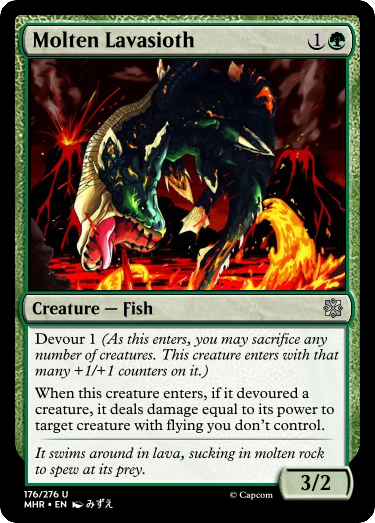 Molten Lavasioth 1
Creature — Fish
Devour 1 (As this enters, you may sacrifice any
number of creatures. This creature enters with that
many +1/+1 counters on it.)
When this creature enters, if it devoured a
creature, it deals damage equal to its power to
target creature with flying you don't control.
It swims around in lava, sucking in molten rock
to spew at its prey.
3/2
176/276 U
MHR • EN みずえ © Capcom